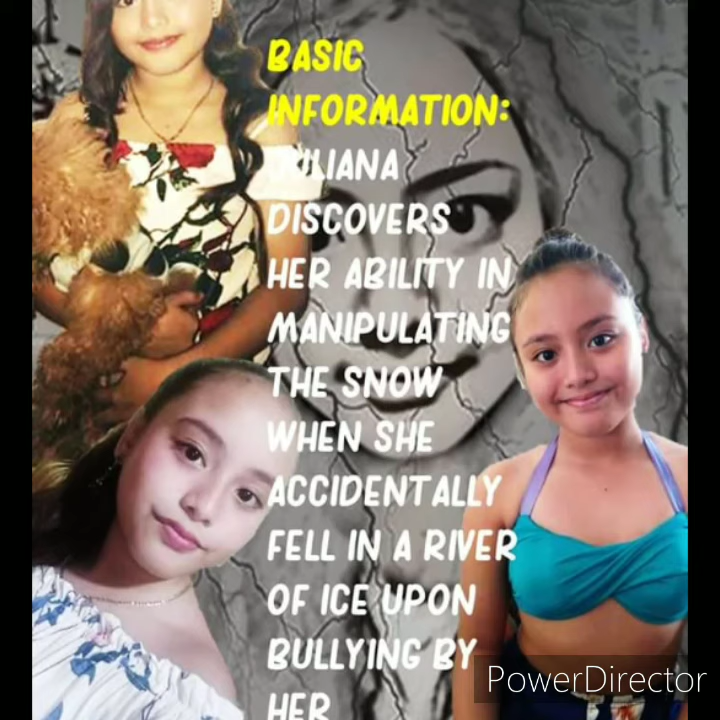 BASIC
INFORMATION:
DISCOVERS
HER ABILITY IN
MANIPULATING
THE SNOW
WHEN SHE
ACCIDENTALLY
FELL IN A RIVER
OF ICE UPON
BULLYING BY
HER
PowerDirector